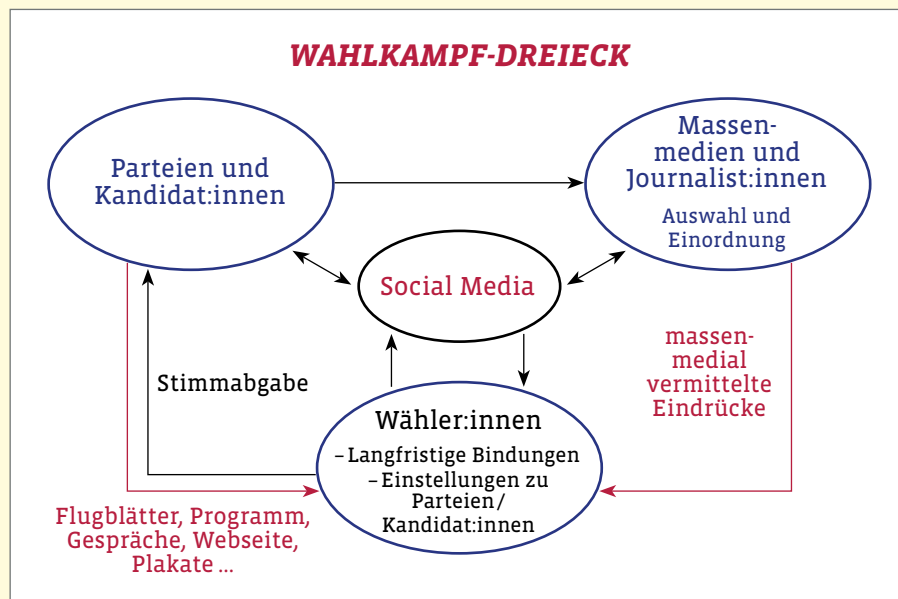 WAHLKAMPF-DREIECK
Parteien und
Kandidat:innen
Massen-
medien und
Journalist:innen
Auswahl und
Einordnung
Social Media
massen-
medial
vermittelte
Eindrücke
Stimmabgabe
Wähler:innen
– Langfristige Bindungen
– Einstellungen zu
Parteien/
Kandidat:innen
Flugblätter, Programm,
Gespräche, Webseite,
Plakate ...